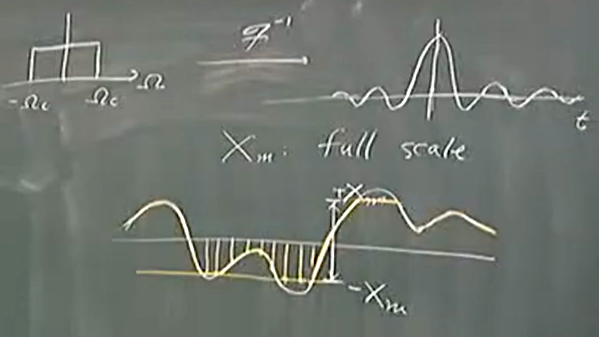 ℱ⁻¹
-Ωc Ωc Ω
t
Xm: full scale
+Xm
-Xm